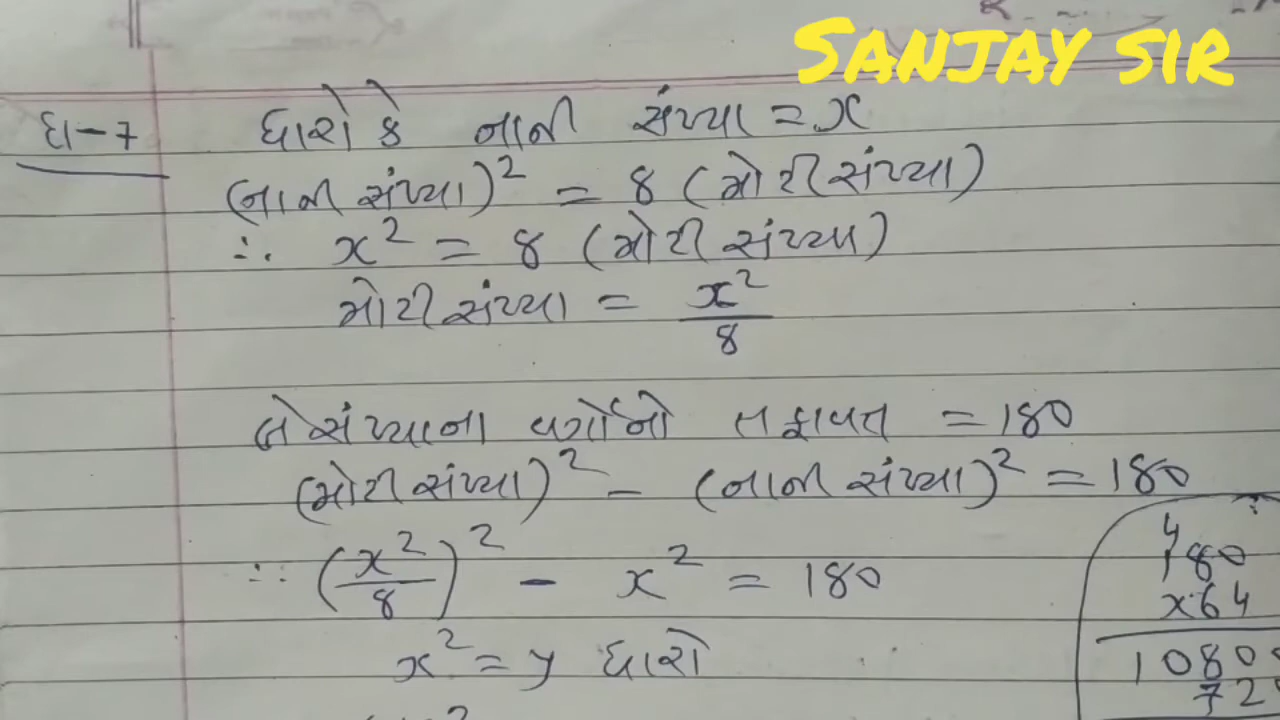 SANJAY SIR
દા-7 ધારો કે નાની સંખ્યા = x
(નાની સંખ્યા)² = 8 (મોટી સંખ્યા)
∴ x² = 8 (મોટી સંખ્યા)
મોટી સંખ્યા = x²/8
બે સંખ્યાના વર્ગોનો તફાવત = 180
(મોટી સંખ્યા)² - (નાની સંખ્યા)² = 180
∴ (x²/8)² - x² = 180
x² = y ધારો
4
180
x64
1080
72